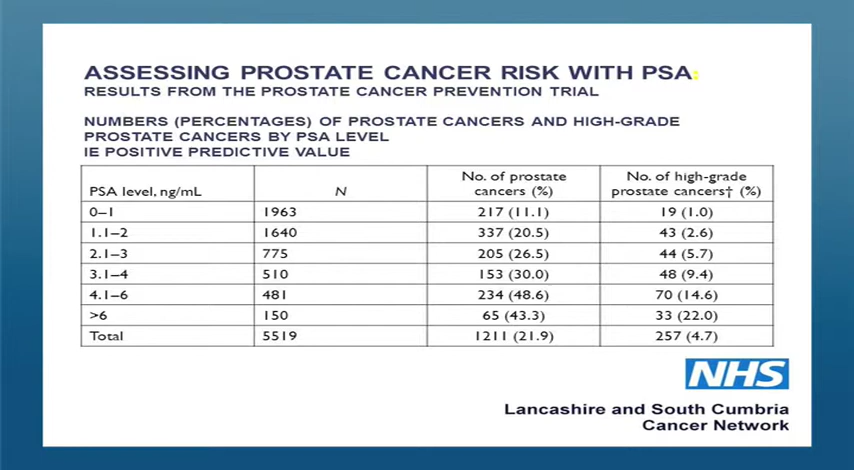 ASSESSING PROSTATE CANCER RISK WITH PSA:
RESULTS FROM THE PROSTATE CANCER PREVENTION TRIAL
NUMBERS (PERCENTAGES) OF PROSTATE CANCERS AND HIGH-GRADE
PROSTATE CANCERS BY PSA LEVEL
IE POSITIVE PREDICTIVE VALUE
PSA level, ng/mL N No. of prostate cancers (%) No. of high-grade prostate cancers† (%)
0–1 1963 217 (11.1) 19 (1.0)
1.1–2 1640 337 (20.5) 43 (2.6)
2.1–3 775 205 (26.5) 44 (5.7)
3.1–4 510 153 (30.0) 48 (9.4)
4.1–6 481 234 (48.6) 70 (14.6)
>6 150 65 (43.3) 33 (22.0)
Total 5519 1211 (21.9) 257 (4.7)
NHS
Lancashire and South Cumbria
Cancer Network